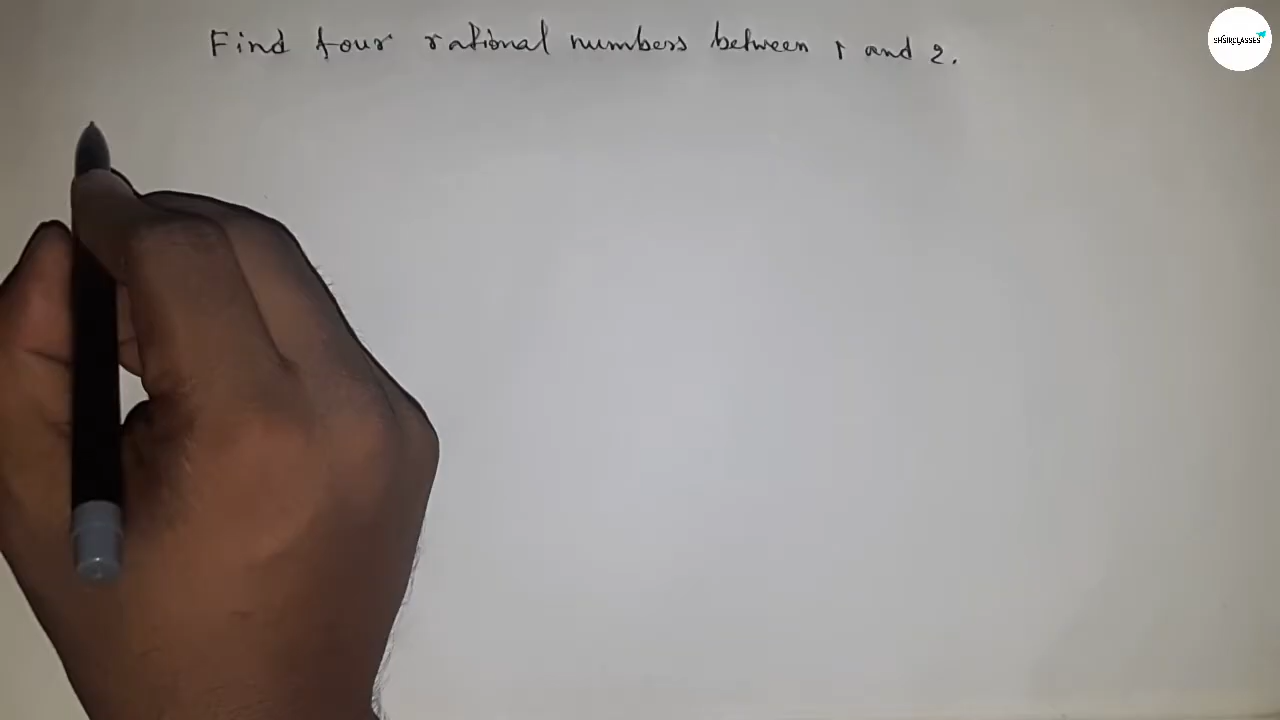 Find four rational numbers between 1 and 2.
SHSIRCLASSES